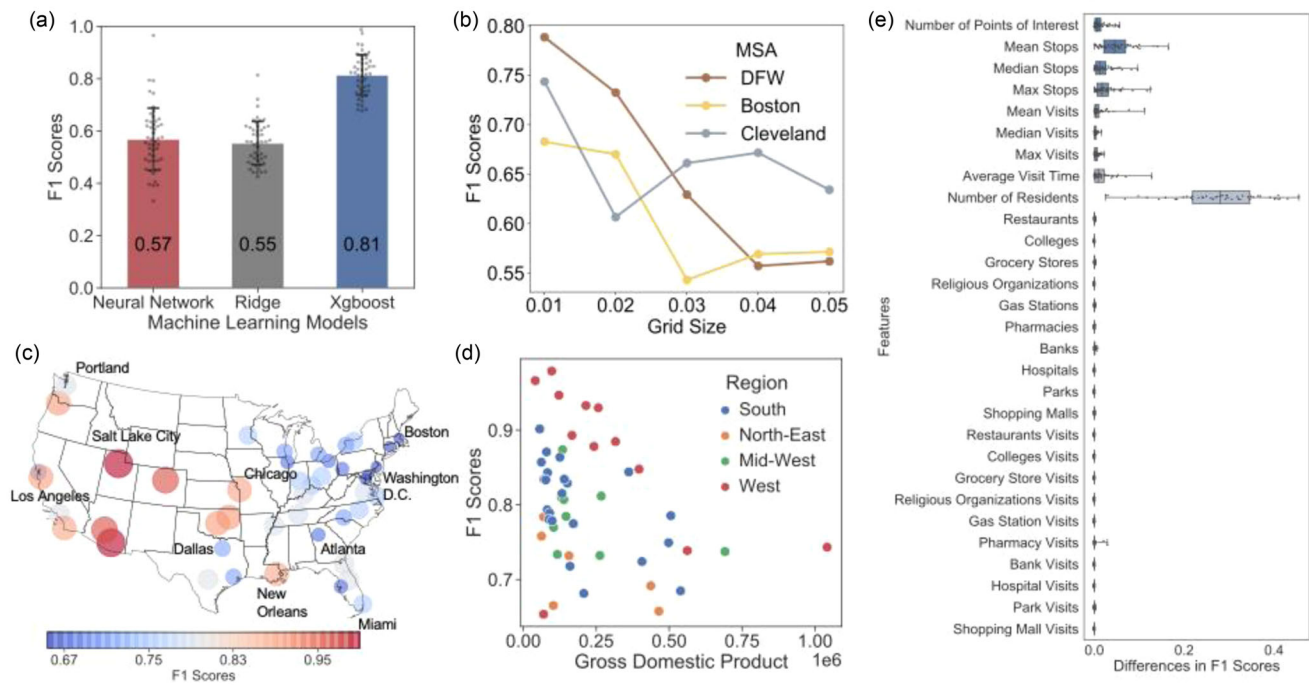 (a)
1.0
0.8
0.6
0.4
0.2
0.0
F1 Scores
0.57
0.55
0.81
Neural Network
Ridge
Xgboost
Machine Learning Models
(b)
0.80
0.75
0.70
0.65
0.60
0.55
F1 Scores
MSA
DFW
Boston
Cleveland
0.01
0.02
0.03
0.04
0.05
Grid Size
(c)
Portland
Salt Lake City
Boston
Chicago
Washington
D.C.
Los Angeles
Dallas
Atlanta
New
Orleans
Miami
0.67
0.75
0.83
0.95
F1 Scores
(d)
0.9
0.8
0.7
F1 Scores
Region
South
North-East
Mid-West
West
0.00
0.25
0.50
0.75
1.00
1e6
Gross Domestic Product
(e)
Features
Number of Points of Interest
Mean Stops
Median Stops
Max Stops
Mean Visits
Median Visits
Max Visits
Average Visit Time
Number of Residents
Restaurants
Colleges
Grocery Stores
Religious Organizations
Gas Stations
Pharmacies
Banks
Hospitals
Parks
Shopping Malls
Restaurants Visits
Colleges Visits
Grocery Store Visits
Religious Organizations Visits
Gas Station Visits
Pharmacy Visits
Bank Visits
Hospital Visits
Park Visits
Shopping Mall Visits
0.0
0.2
0.4
Differences in F1 Scores